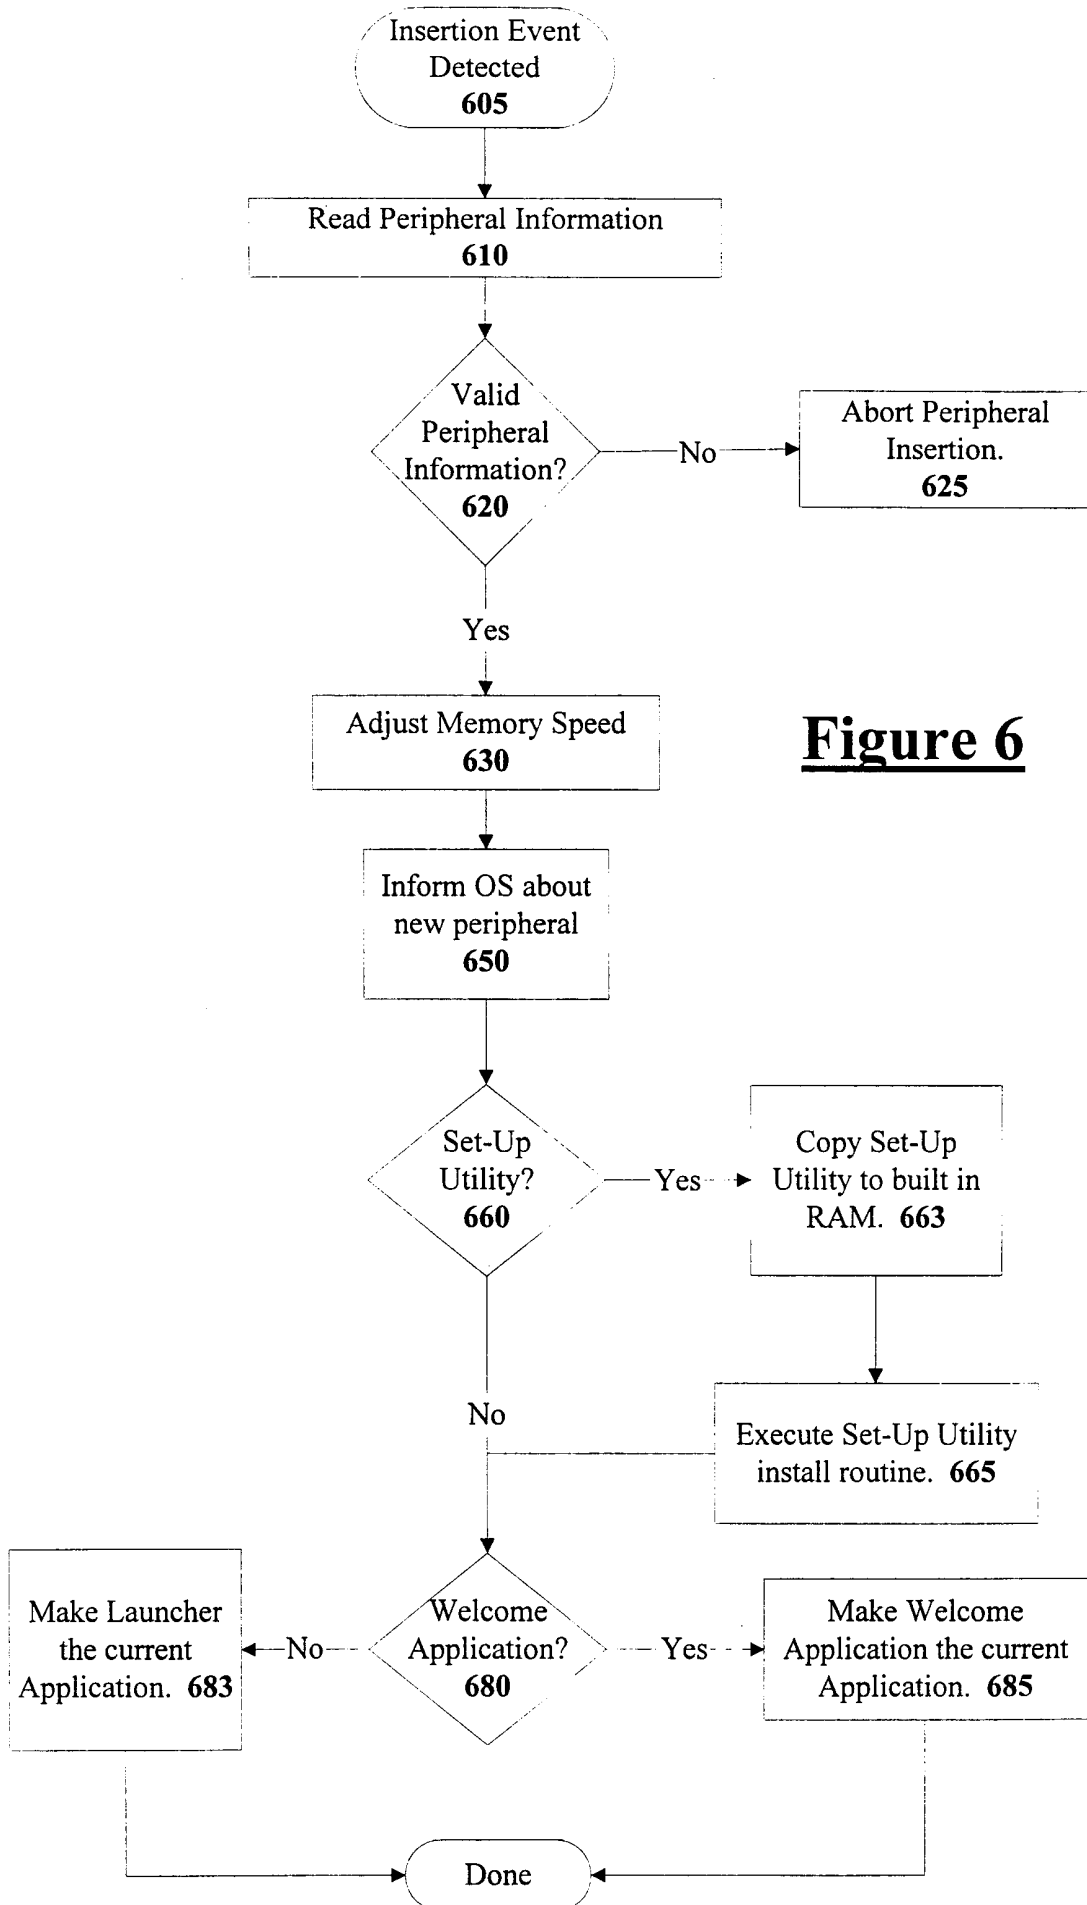 Insertion Event
Detected
605
Read Peripheral Information
610
Valid
Peripheral
Information?
620
No
Abort Peripheral
Insertion.
625
Yes
Adjust Memory Speed
630
Figure 6
Inform OS about
new peripheral
650
Set-Up
Utility?
660
Yes
Copy Set-Up
Utility to built in
RAM. 663
No
Execute Set-Up Utility
install routine. 665
Make Launcher
the current
Application. 683
No
Welcome
Application?
680
Yes
Make Welcome
Application the current
Application. 685
Done